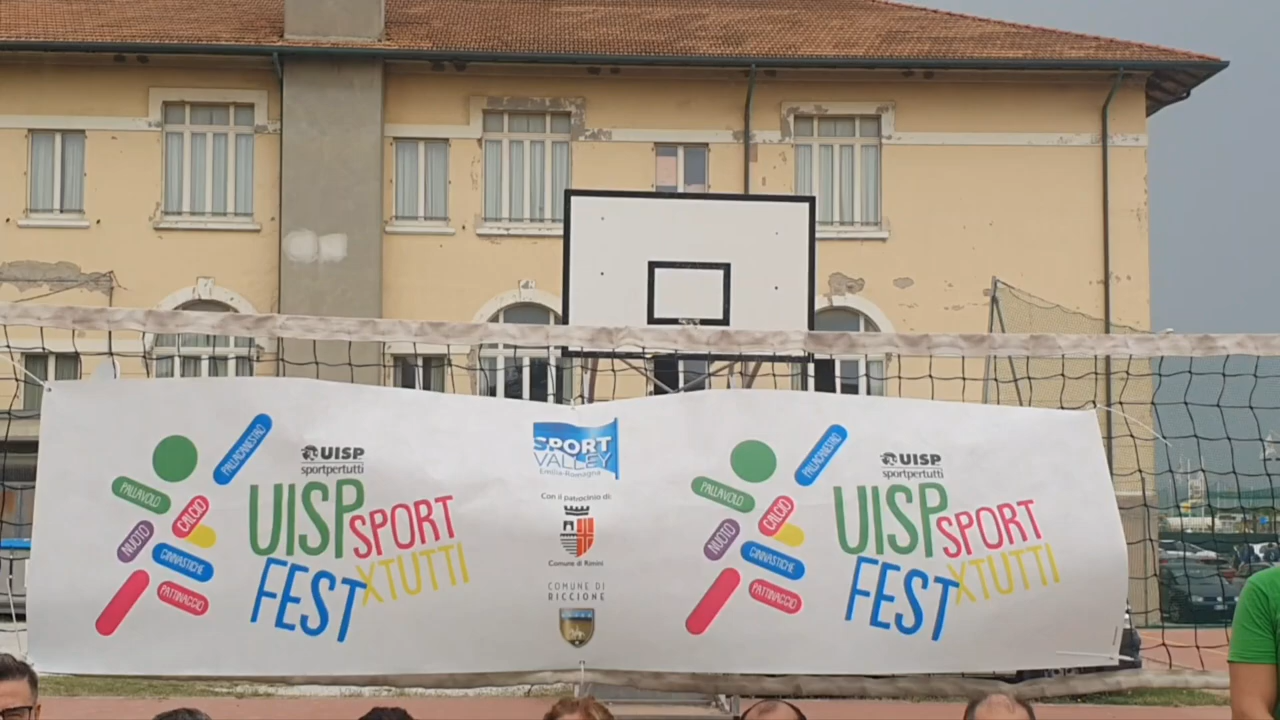 PALLACANESTRO
PALLAVOLO
CALCIO
NUOTO
GINNASTICHE
PATTINAGGIO
UISP
sportpertutti
UISP SPORT
FEST XTUTTI
SPORT
VALLEY
Emilia-Romagna
Con il patrocinio di:
Comune di Rimini
COMUNE DI
RICCIONE
PALLACANESTRO
PALLAVOLO
CALCIO
NUOTO
GINNASTICHE
PATTINAGGIO
UISP
sportpertutti
UISP SPORT
FEST XTUTTI